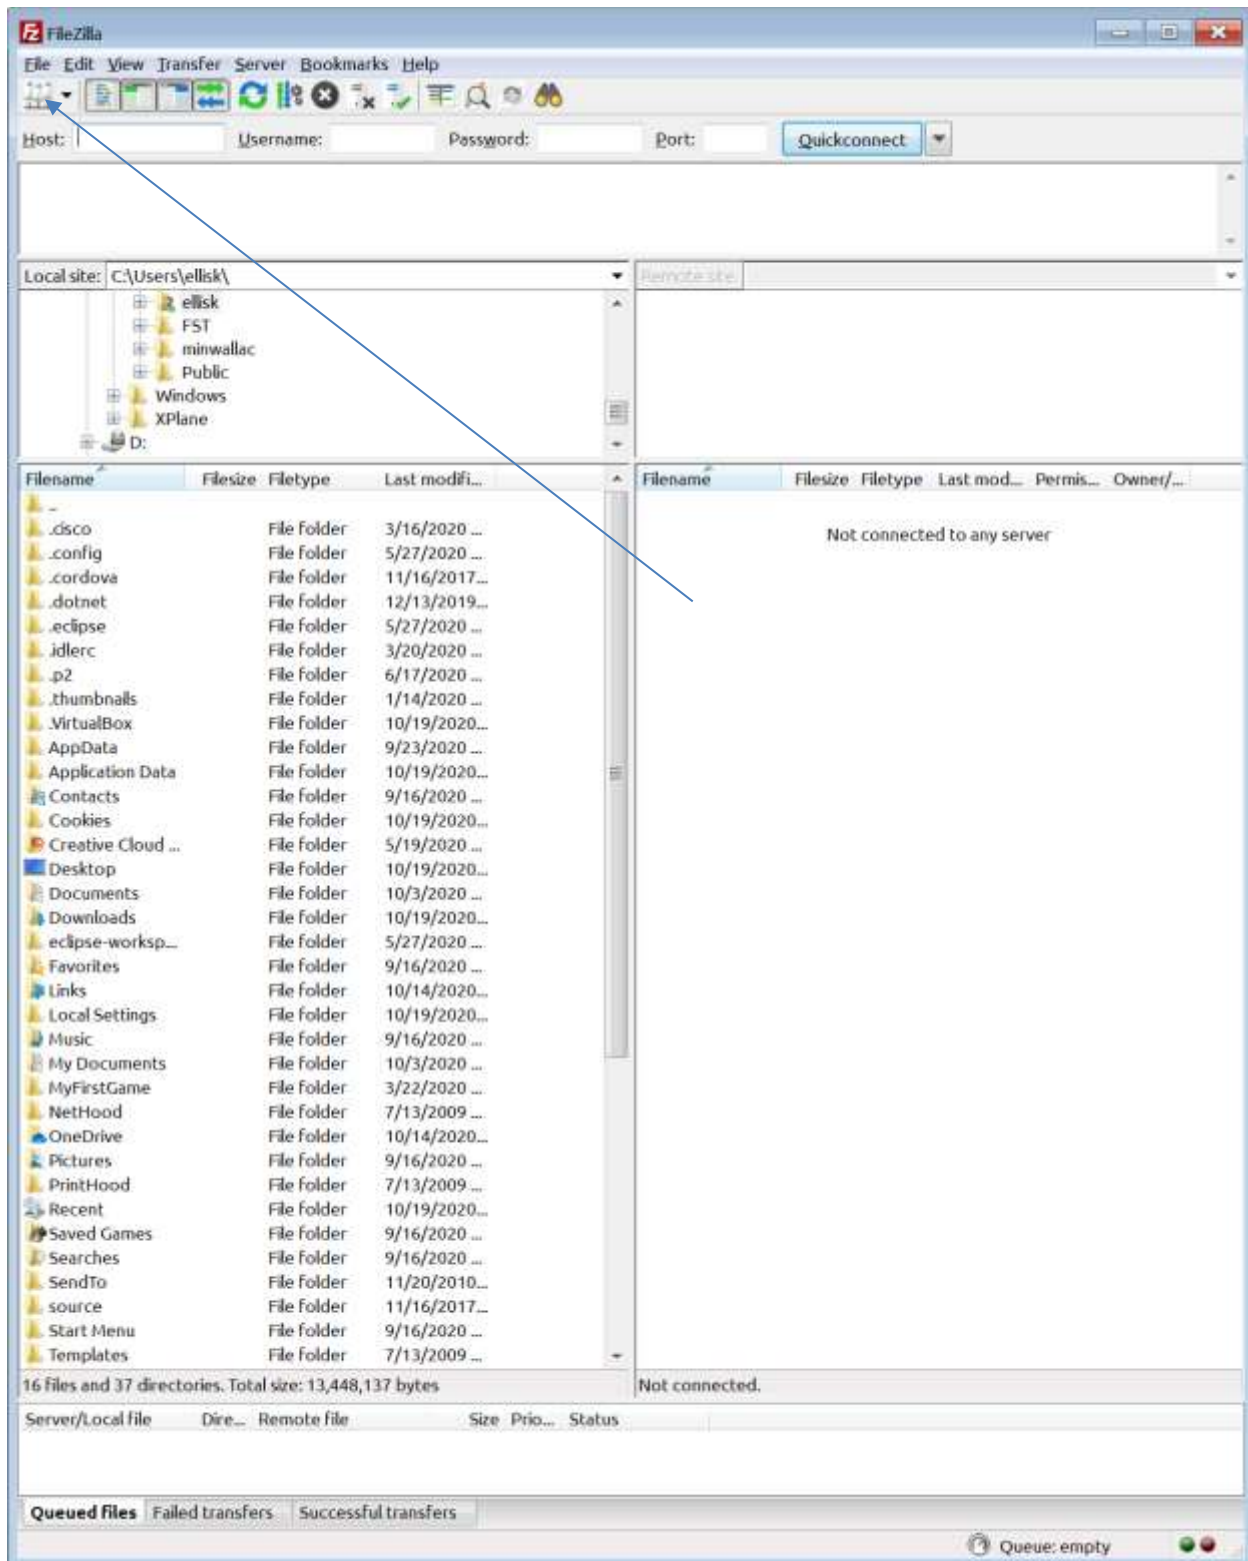 FileZilla
File Edit View Transfer Server Bookmarks Help
Host: Username: Password: Port: Quickconnect
Local site: C:\Users\ellisk\
Remote site:
ellisk
FST
minwallac
Public
Windows
XPlane
D:
Filename Filesize Filetype Last modifi...
Filename Filesize Filetype Last mod... Permis... Owner/...
..
Not connected to any server
.cisco File folder 3/16/2020 ...
.config File folder 5/27/2020 ...
.cordova File folder 11/16/2017...
.dotnet File folder 12/13/2019...
.eclipse File folder 5/27/2020 ...
.idlerc File folder 3/20/2020 ...
.p2 File folder 6/17/2020 ...
.thumbnails File folder 1/14/2020 ...
.VirtualBox File folder 10/19/2020...
AppData File folder 9/23/2020 ...
Application Data File folder 10/19/2020...
Contacts File folder 9/16/2020 ...
Cookies File folder 10/19/2020...
Creative Cloud ... File folder 5/19/2020 ...
Desktop File folder 10/19/2020...
Documents File folder 10/3/2020 ...
Downloads File folder 10/19/2020...
eclipse-worksp... File folder 5/27/2020 ...
Favorites File folder 9/16/2020 ...
Links File folder 10/14/2020...
Local Settings File folder 10/19/2020...
Music File folder 9/16/2020 ...
My Documents File folder 10/3/2020 ...
MyFirstGame File folder 3/22/2020 ...
NetHood File folder 7/13/2009 ...
OneDrive File folder 10/14/2020...
Pictures File folder 9/16/2020 ...
PrintHood File folder 7/13/2009 ...
Recent File folder 10/19/2020...
Saved Games File folder 9/16/2020 ...
Searches File folder 9/16/2020 ...
SendTo File folder 11/20/2010...
source File folder 11/16/2017...
Start Menu File folder 9/16/2020 ...
Templates File folder 7/13/2009 ...
16 files and 37 directories. Total size: 13,448,137 bytes
Not connected.
Server/Local file Dire... Remote file Size Prio... Status
Queued files Failed transfers Successful transfers
Queue: empty